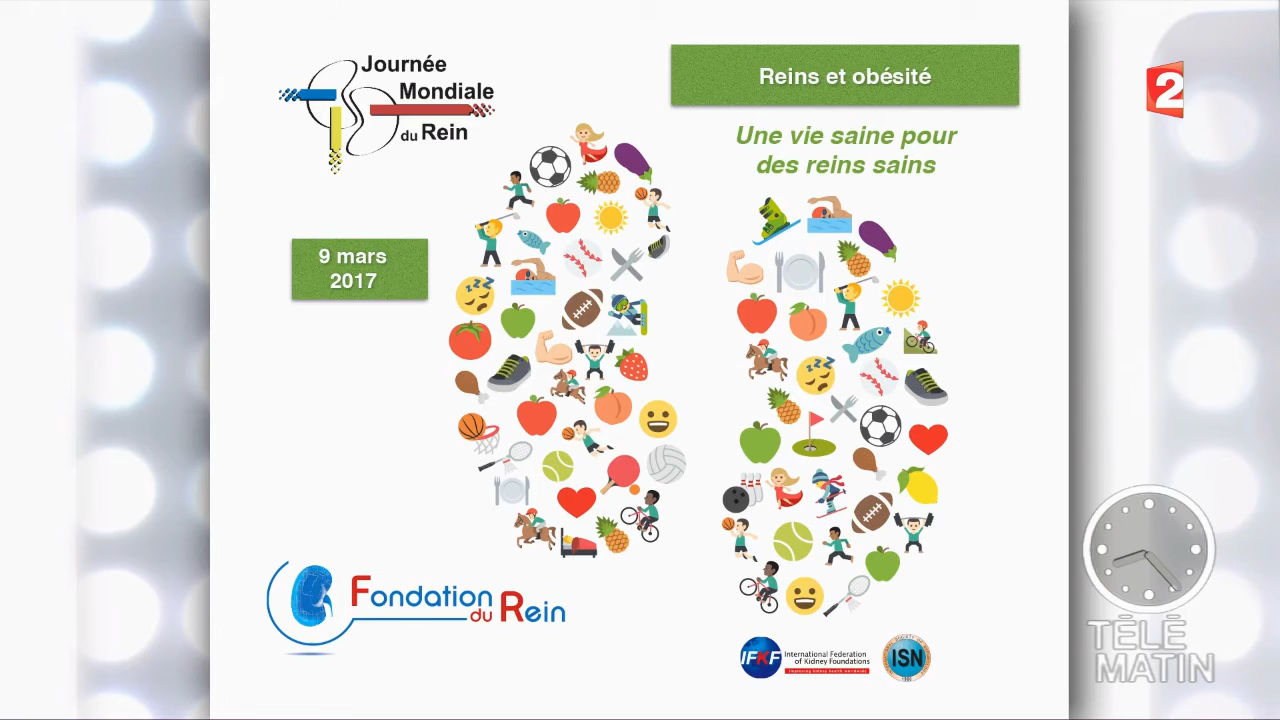 Journée
Mondiale
du Rein
Reins et obésité
Une vie saine pour
des reins sains
9 mars
2017
2
Fondation
du Rein
IFKF
International Federation
of Kidney Foundations
ISN
TÉLÉ
MATIN